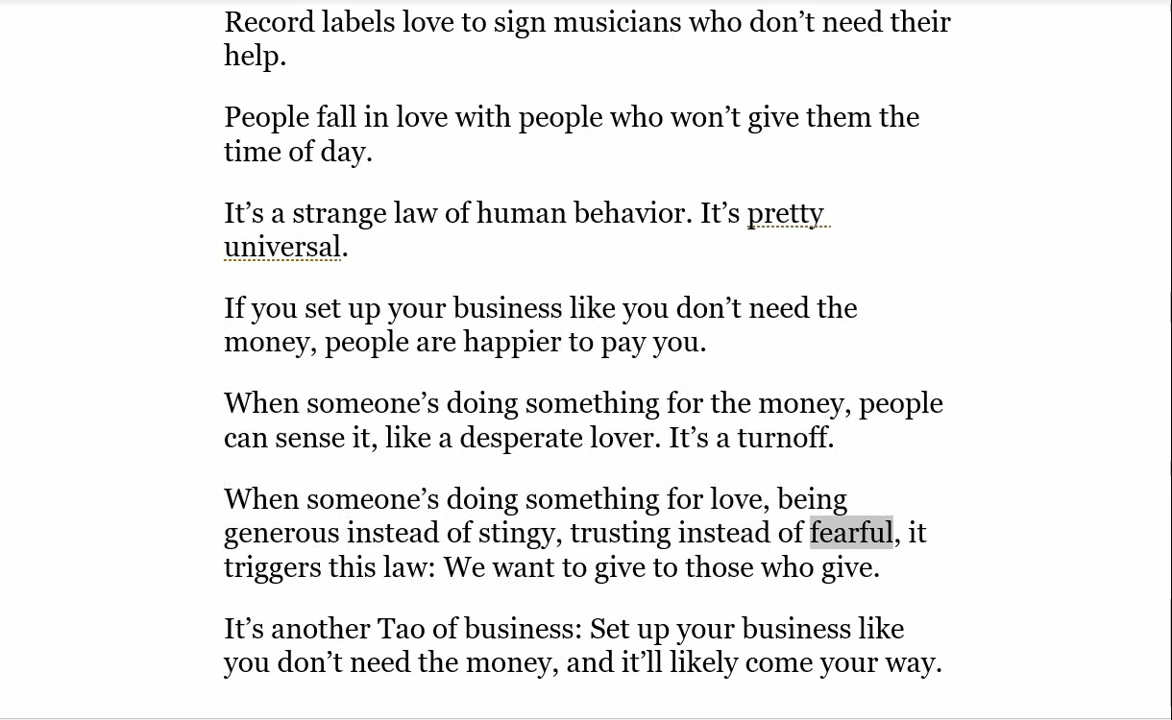 Record labels love to sign musicians who don’t need their
help.
People fall in love with people who won’t give them the
time of day.
It’s a strange law of human behavior. It’s pretty
universal.
If you set up your business like you don’t need the
money, people are happier to pay you.
When someone’s doing something for the money, people
can sense it, like a desperate lover. It’s a turnoff.
When someone’s doing something for love, being
generous instead of stingy, trusting instead of fearful, it
triggers this law: We want to give to those who give.
It’s another Tao of business: Set up your business like
you don’t need the money, and it’ll likely come your way.